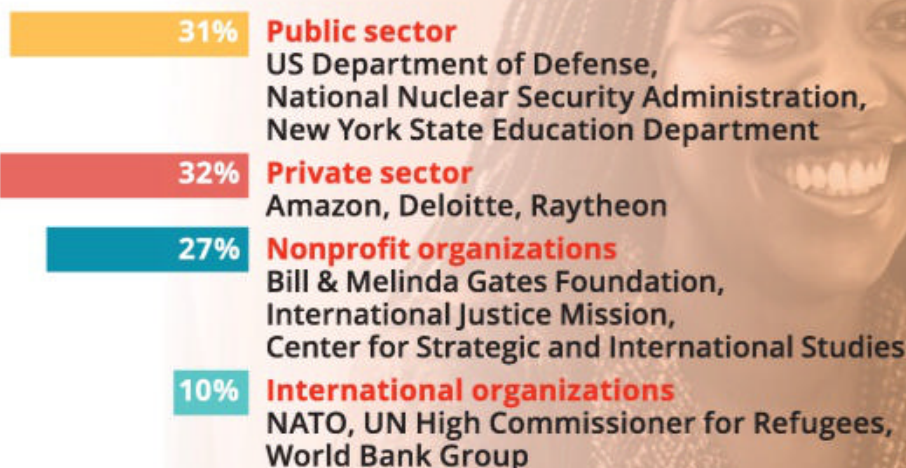 31% Public sector
US Department of Defense,
National Nuclear Security Administration,
New York State Education Department
32% Private sector
Amazon, Deloitte, Raytheon
27% Nonprofit organizations
Bill & Melinda Gates Foundation,
International Justice Mission,
Center for Strategic and International Studies
10% International organizations
NATO, UN High Commissioner for Refugees,
World Bank Group